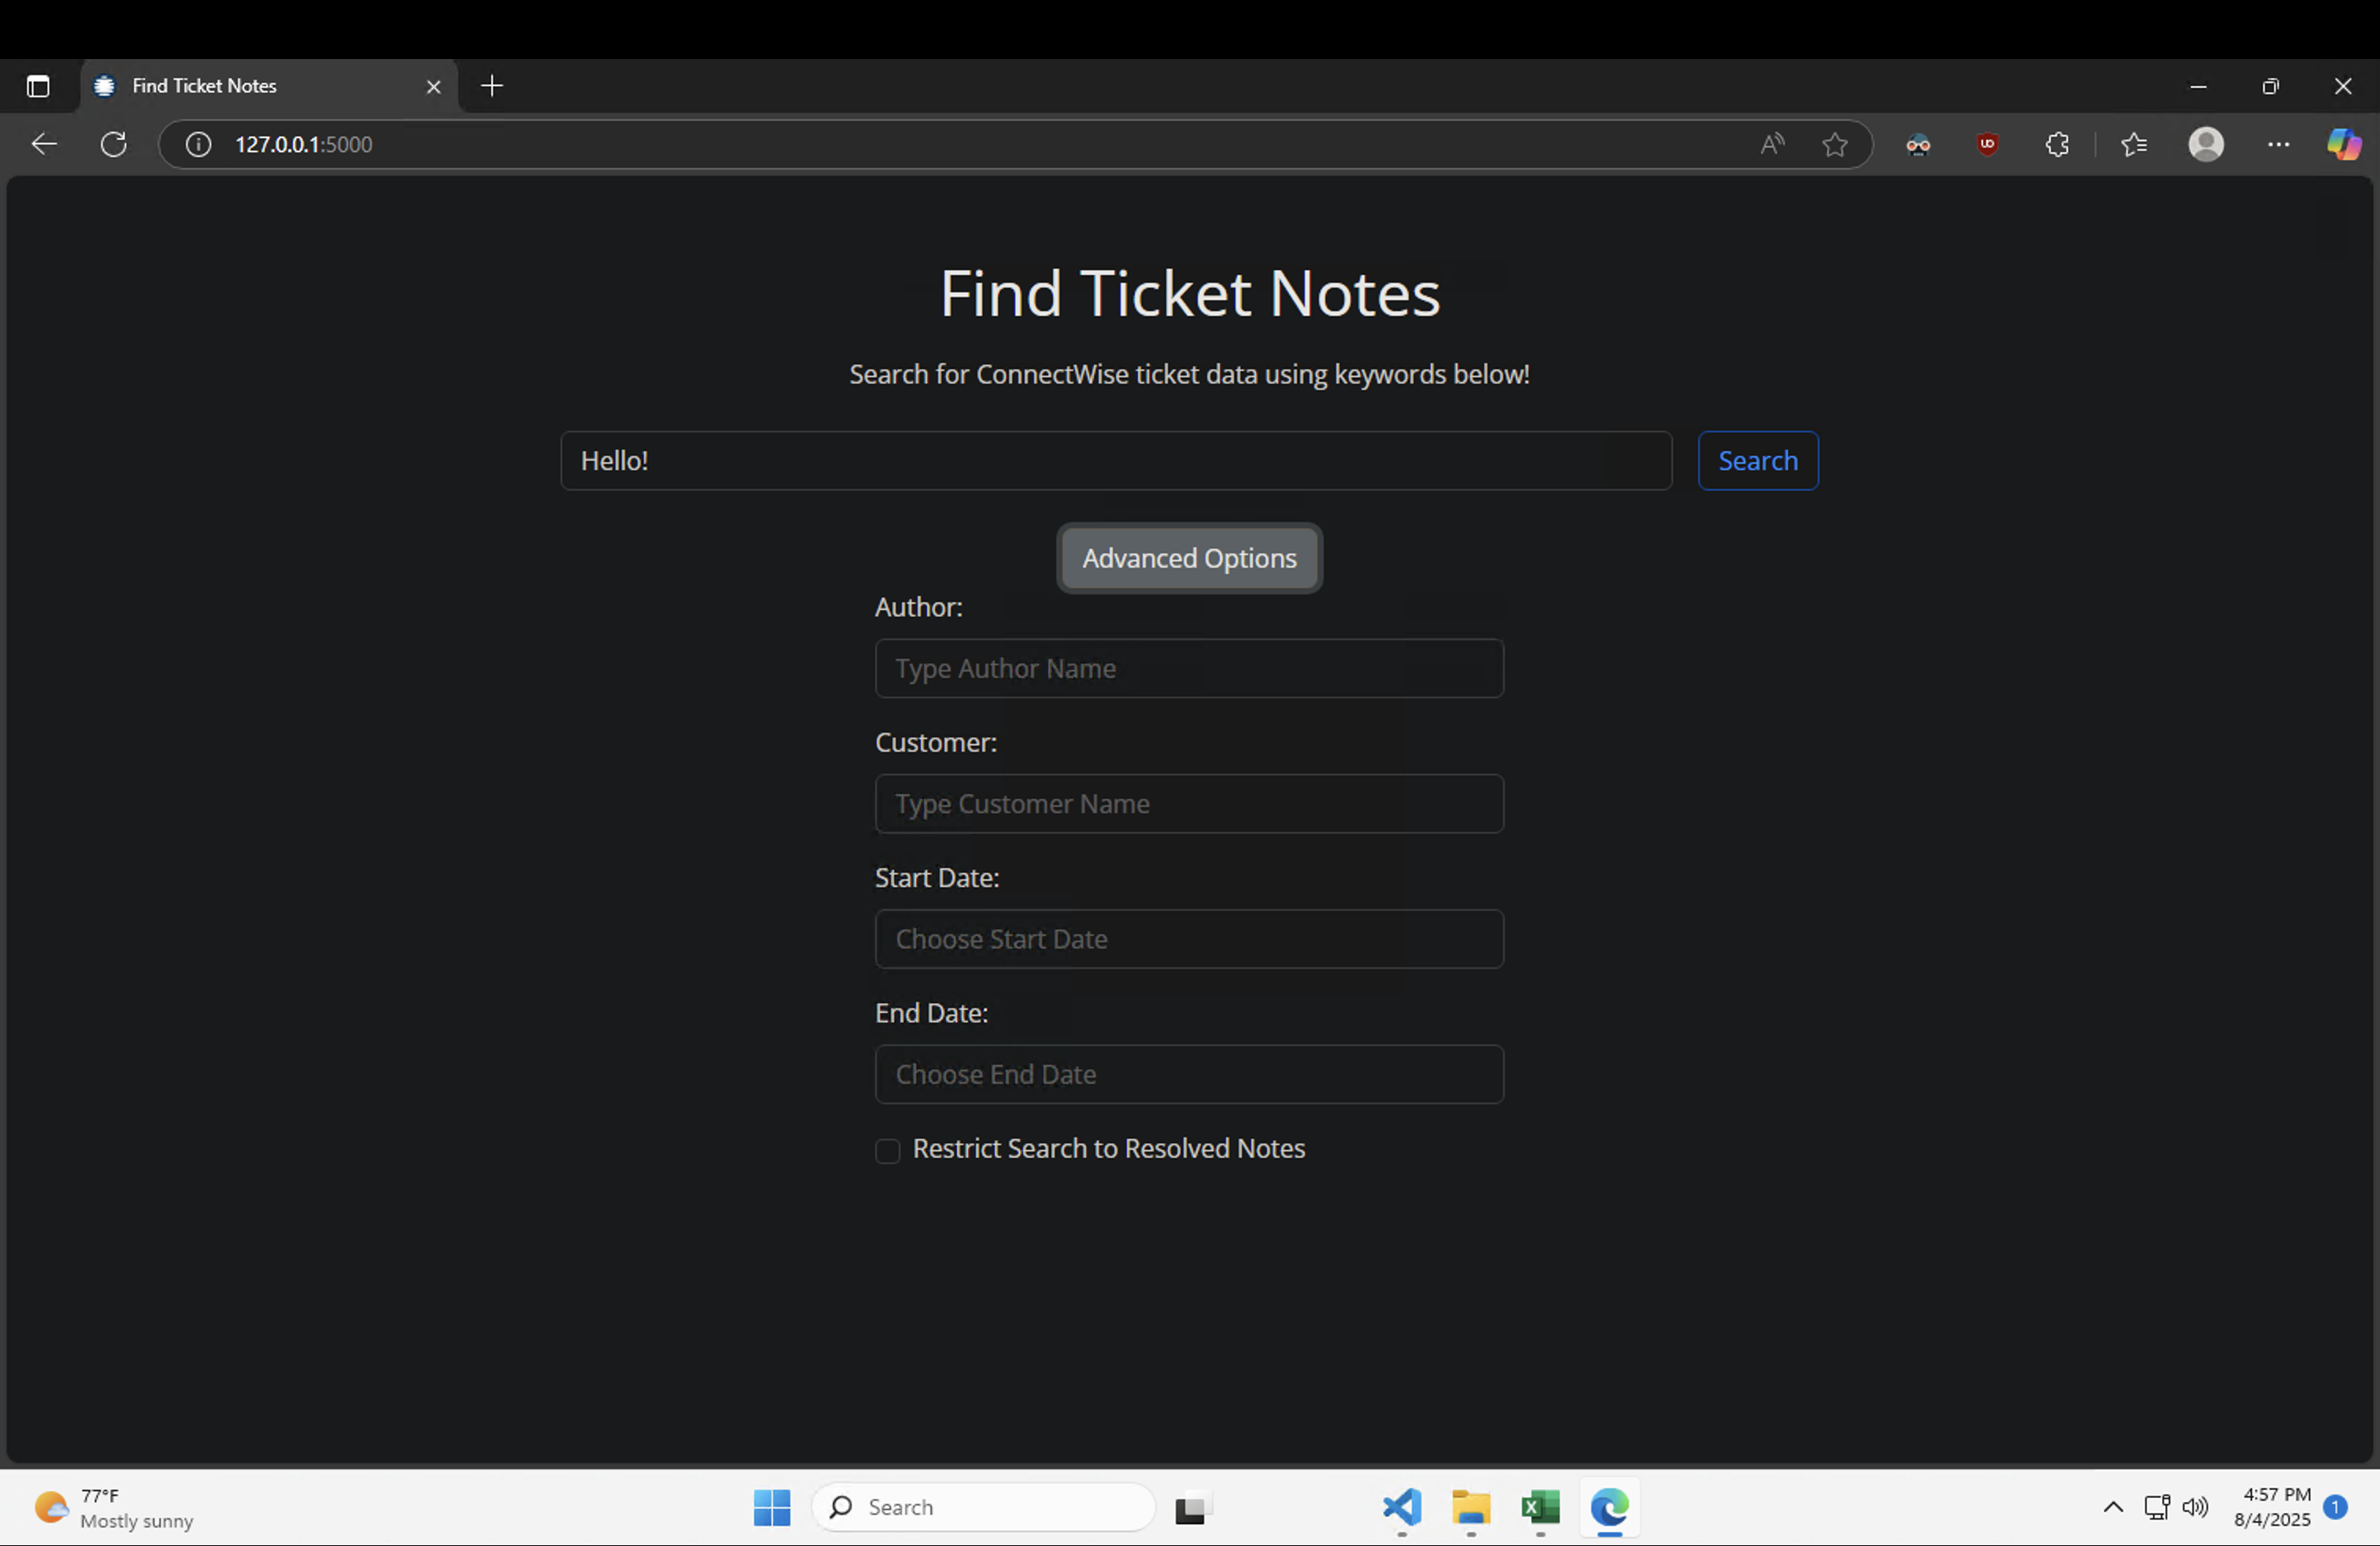 Find Ticket Notes
127.0.0.1:5000
Find Ticket Notes
Search for ConnectWise ticket data using keywords below!
Hello!
Search
Advanced Options
Author:
Type Author Name
Customer:
Type Customer Name
Start Date:
Choose Start Date
End Date:
Choose End Date
Restrict Search to Resolved Notes
77°F
Mostly sunny
Search
4:57 PM
8/4/2025
1